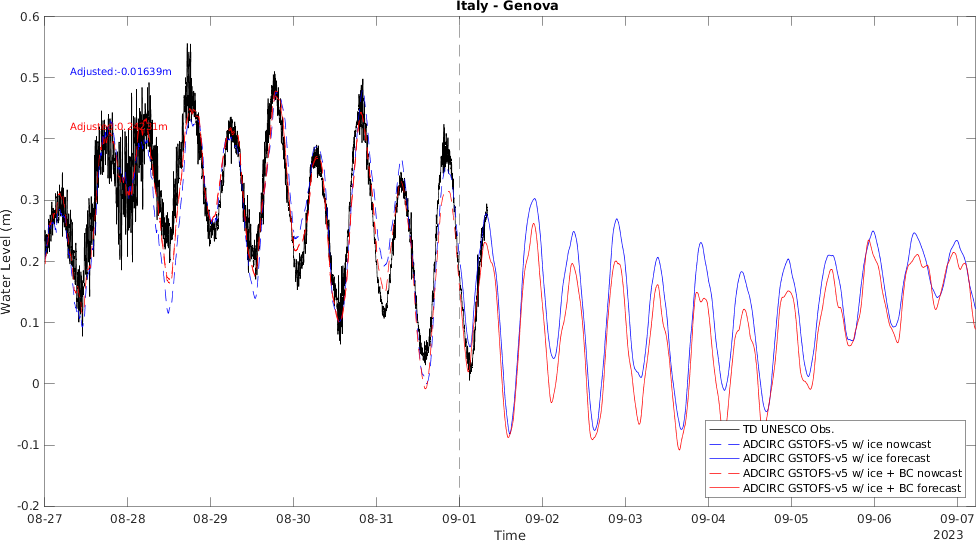 Italy - Genova
Adjusted:-0.01639m
Water Level (m)
0.6
0.5
0.4
0.3
0.2
0.1
0
-0.1
-0.2
08-27
08-28
08-29
08-30
08-31
09-01
09-02
09-03
09-04
09-05
09-06
09-07
2023
Time
TD UNESCO Obs.
ADCIRC GSTOFS-v5 w/ ice nowcast
ADCIRC GSTOFS-v5 w/ ice forecast
ADCIRC GSTOFS-v5 w/ ice + BC nowcast
ADCIRC GSTOFS-v5 w/ ice + BC forecast